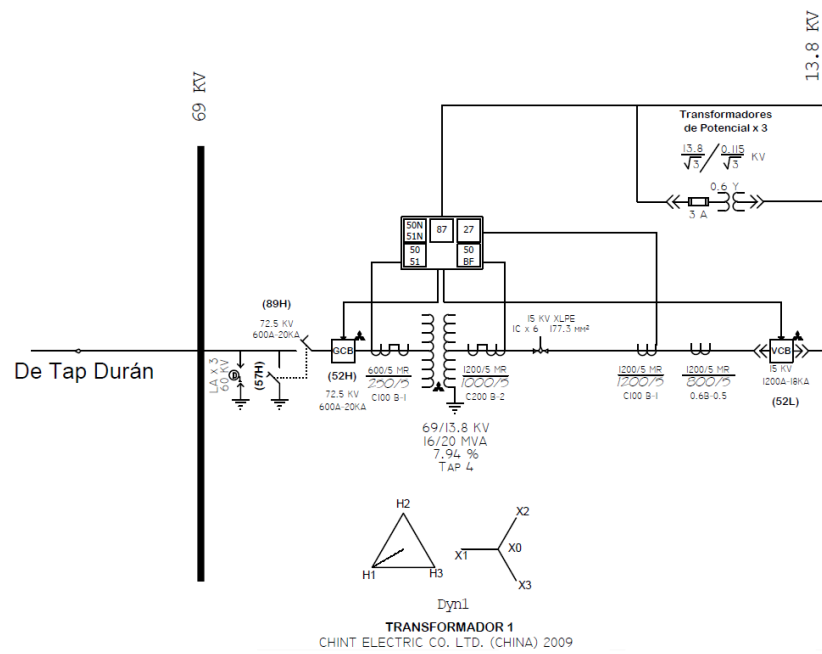 69 KV
13.8 KV
Transformadores
de Potencial x 3
13.8
√3
/
0.115
√3
KV
0.6 Y
3 A
50N
51N
87
27
50
51
50
BF
(89H)
72.5 KV
600A-20KA
15 KV XLPE
1C x 6 177.3 MM²
De Tap Durán
LA x 3
60 KV
D
(57H)
GCB
(52H)
72.5 KV
600A-20KA
600/5 MR
250/5
C100 B-1
1200/5 MR
1000/5
C200 B-2
1200/5 MR
1200/5
C100 B-1
1200/5 MR
800/5
0.6B-0.5
VCB
15 KV
1200A-18KA
(52L)
69/13.8 KV
16/20 MVA
7.94 %
TAP 4
H2
H1
H3
X2
X1
X0
X3
Dyn1
TRANSFORMADOR 1
CHINT ELECTRIC CO. LTD. (CHINA) 2009